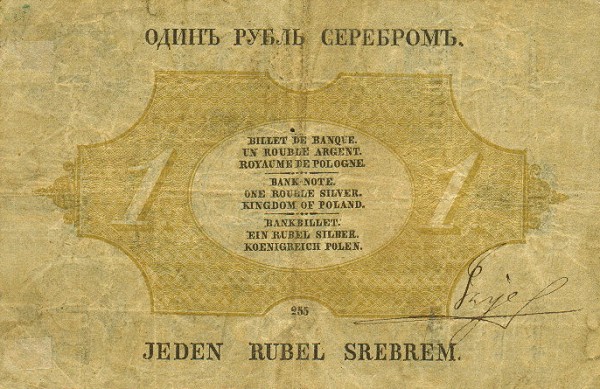 ОДИНЪ РУБЛЬ СЕРЕБРОМЪ.
BILLET DE BANQUE.
UN ROUBLE ARGENT.
ROYAUME DE POLOGNE.
BANK-NOTE.
ONE ROUBLE SILVER.
KINGDOM OF POLAND.
BANKBILLET.
EIN RUBEL SILBER.
KOENIGREICH POLEN.
1 1
255
JEDEN RUBEL SREBREM.